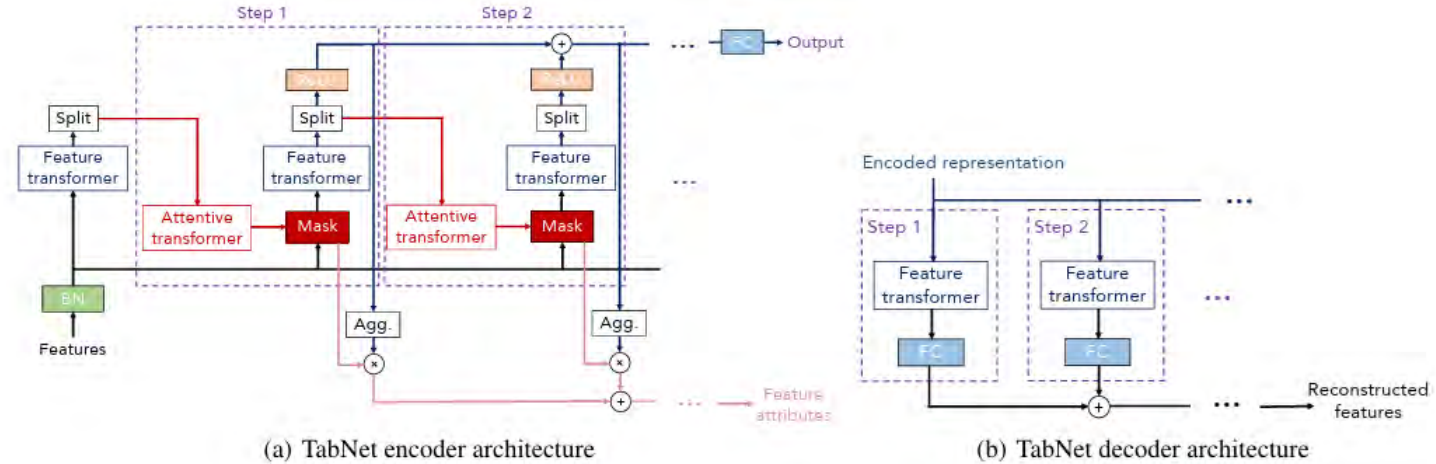 Step 1
Step 2
FC
Output
ReLU
ReLU
Split
Split
Split
Feature
transformer
Feature
transformer
Feature
transformer
...
Attentive
transformer
Mask
Attentive
transformer
Mask
BN
Features
Agg.
Agg.
×
×
+
+
...
Feature
attributes
(a) TabNet encoder architecture
Encoded representation
...
Step 1
Step 2
Feature
transformer
Feature
transformer
...
FC
FC
+
...
Reconstructed
features
(b) TabNet decoder architecture